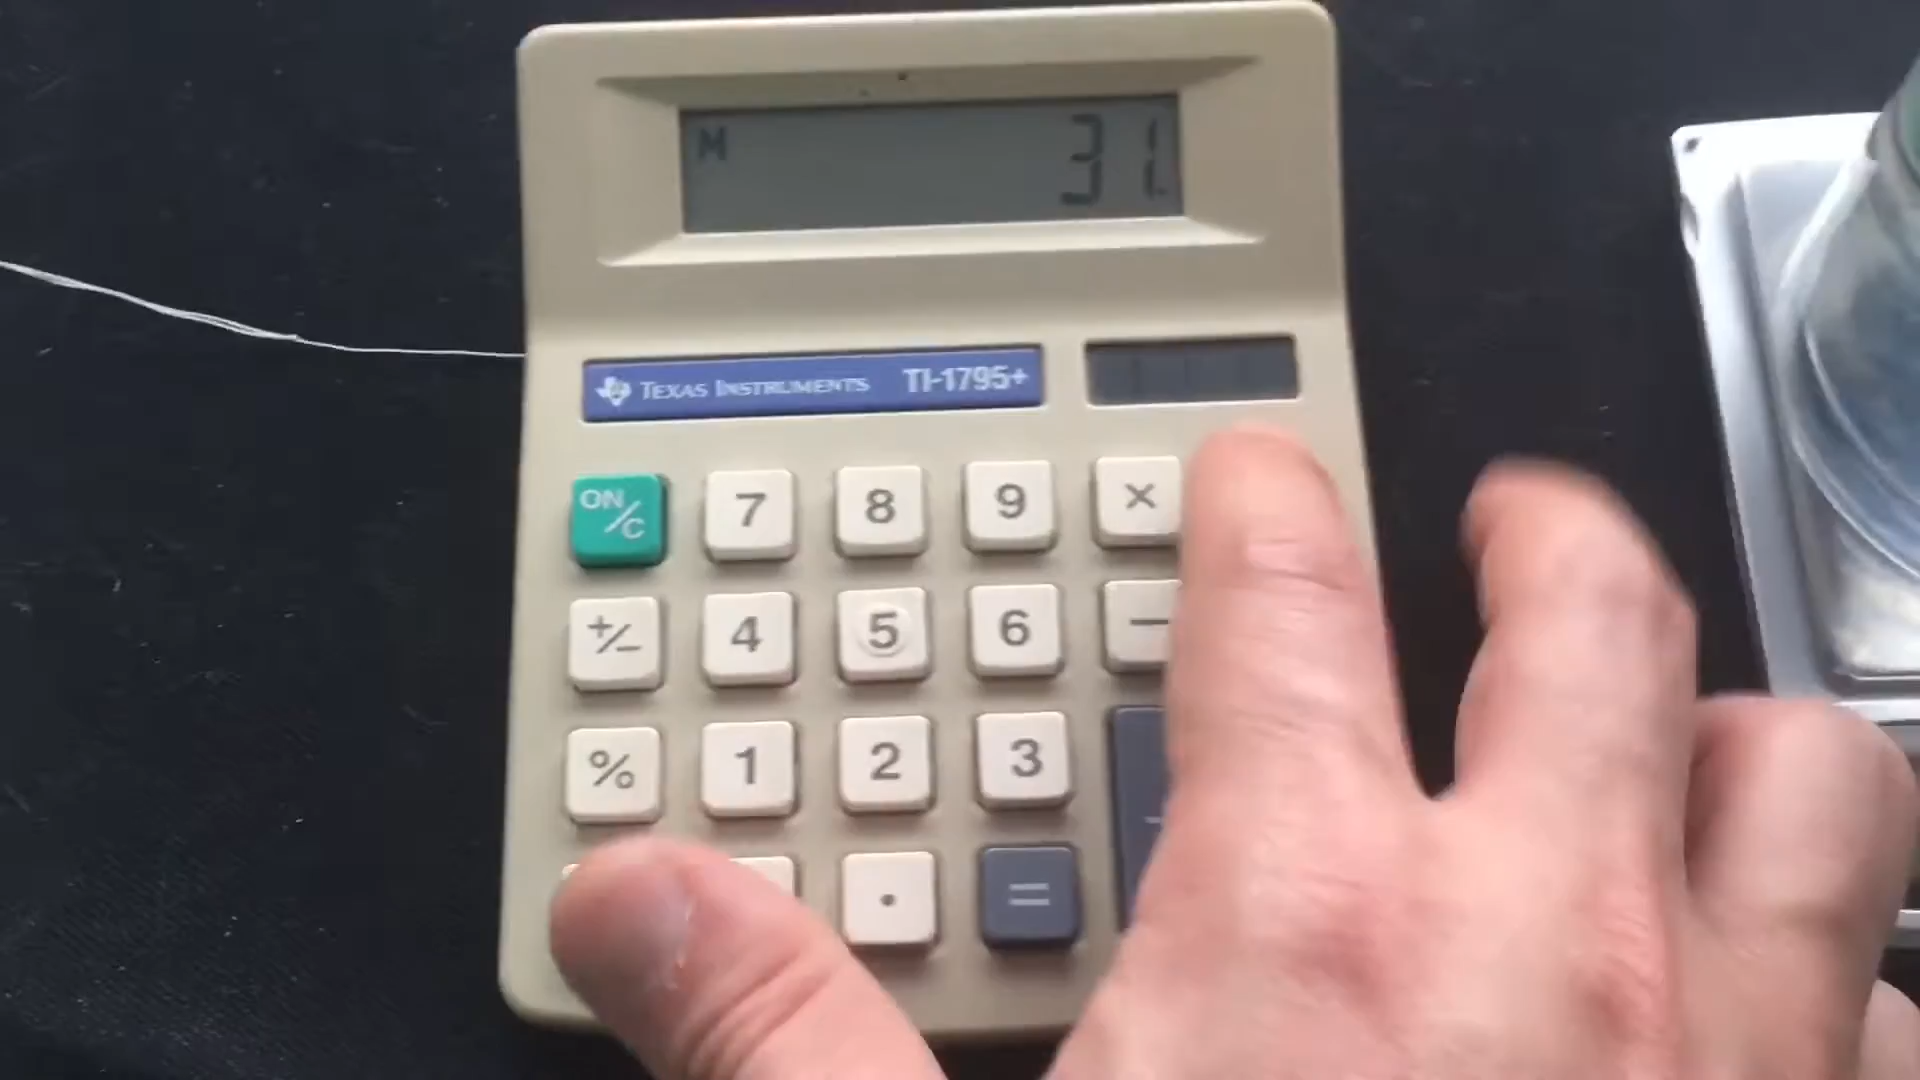 M 31.
TEXAS INSTRUMENTS TI-1795+
ON/C 7 8 9 ×
+/- 4 5 6 −
% 1 2 3
. =